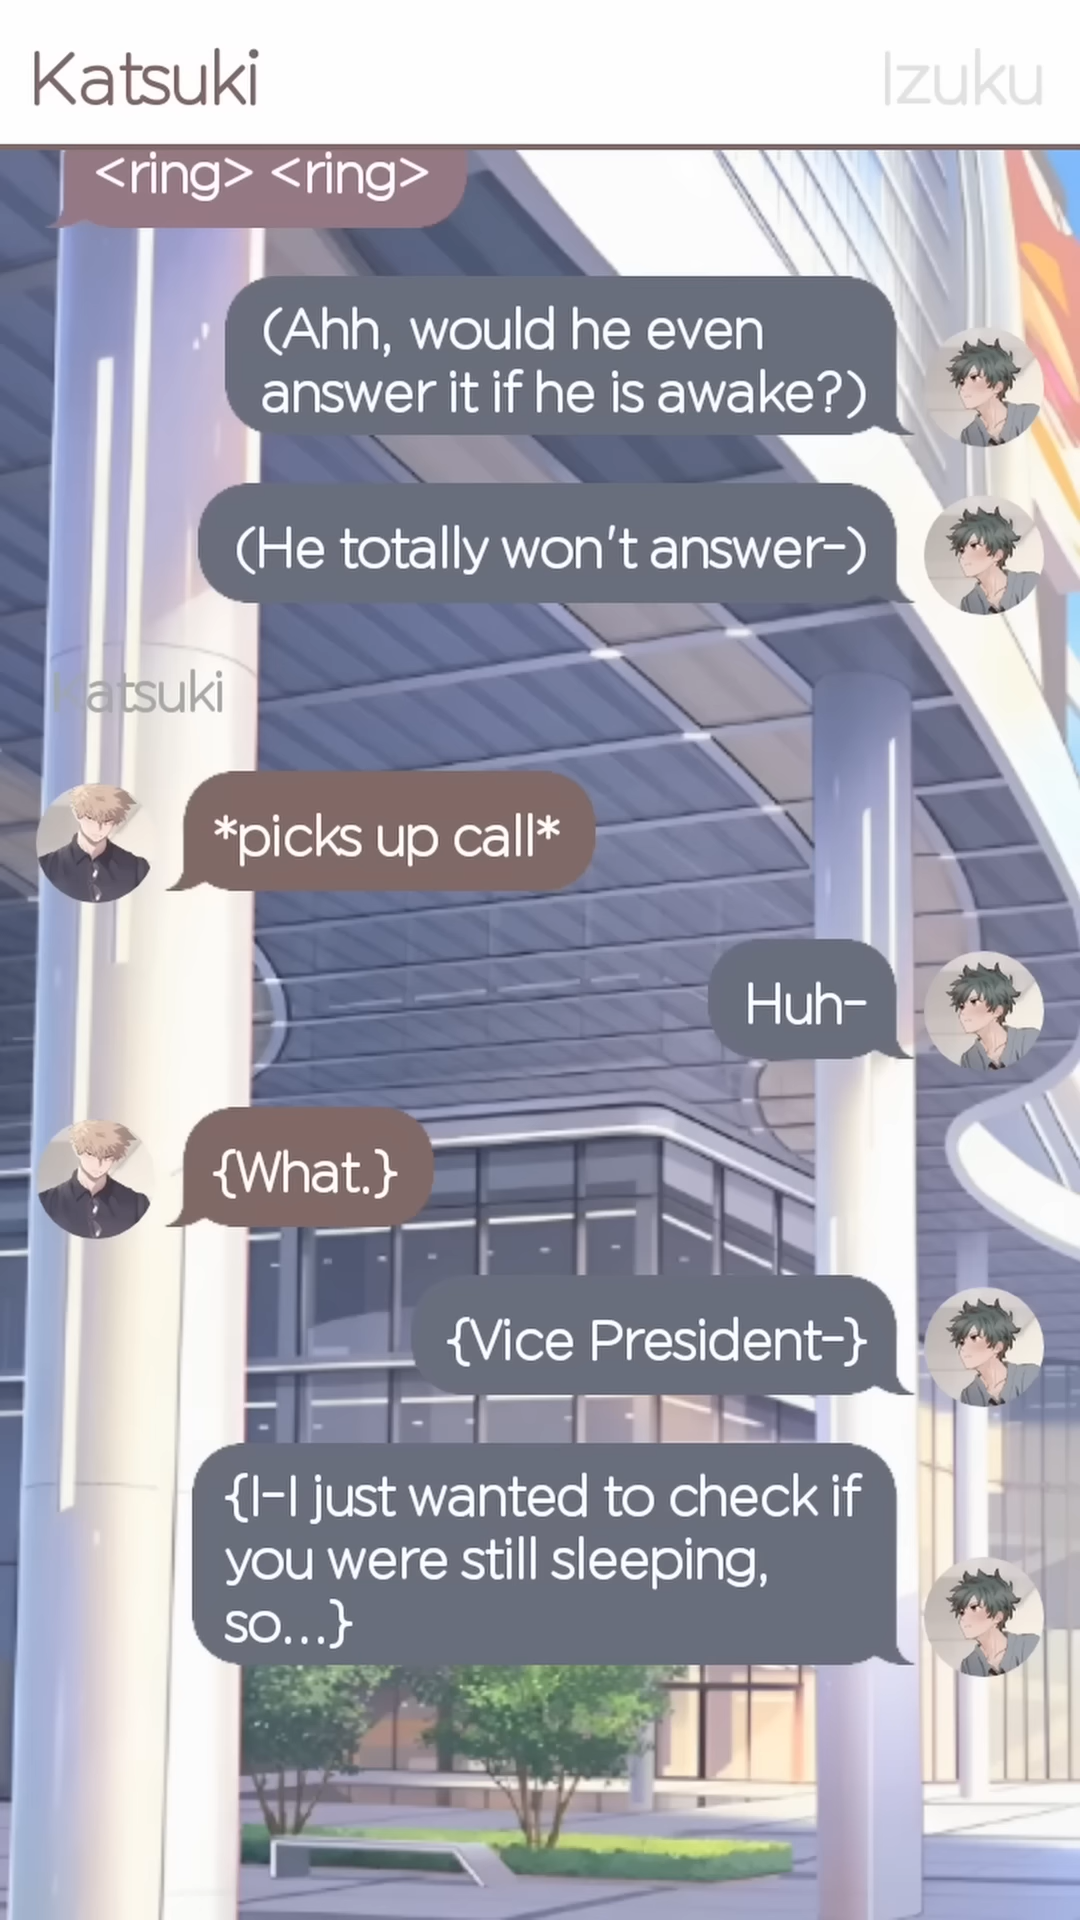 Katsuki
Izuku
<ring> <ring>
(Ahh, would he even
answer it if he is awake?)
(He totally won't answer-)
Katsuki
*picks up call*
Huh-
{What.}
{Vice President-}
{I-I just wanted to check if
you were still sleeping,
so...}